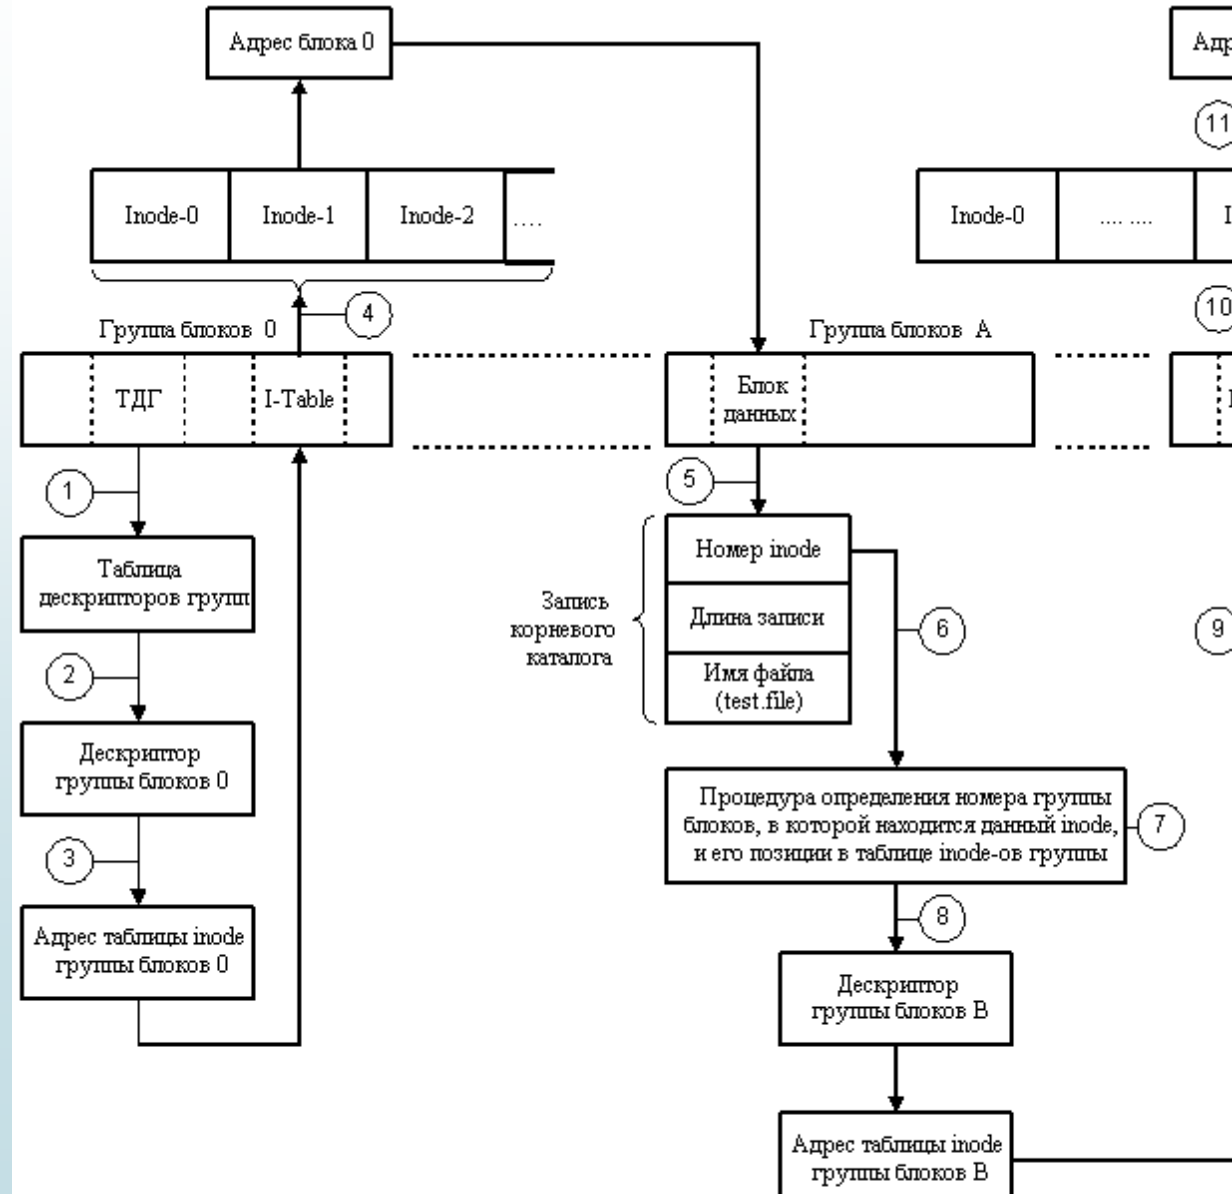 Адрес блока 0
11
Inode-0
Inode-1
Inode-2
....
Inode-0
.... ....
4
10
Группа блоков 0
Группа блоков A
ТДГ
I-Table
Блок
данных
1
5
Таблица
дескрипторов групп
Номер inode
Длина записи
Имя файла
(test.file)
Запись
корневого
каталога
6
9
2
Дескриптор
группы блоков 0
Процедура определения номера группы
блоков, в которой находится данный inode,
и его позиции в таблице inode-ов группы
7
3
8
Адрес таблицы inode
группы блоков 0
Дескриптор
группы блоков B
Адрес таблицы inode
группы блоков B